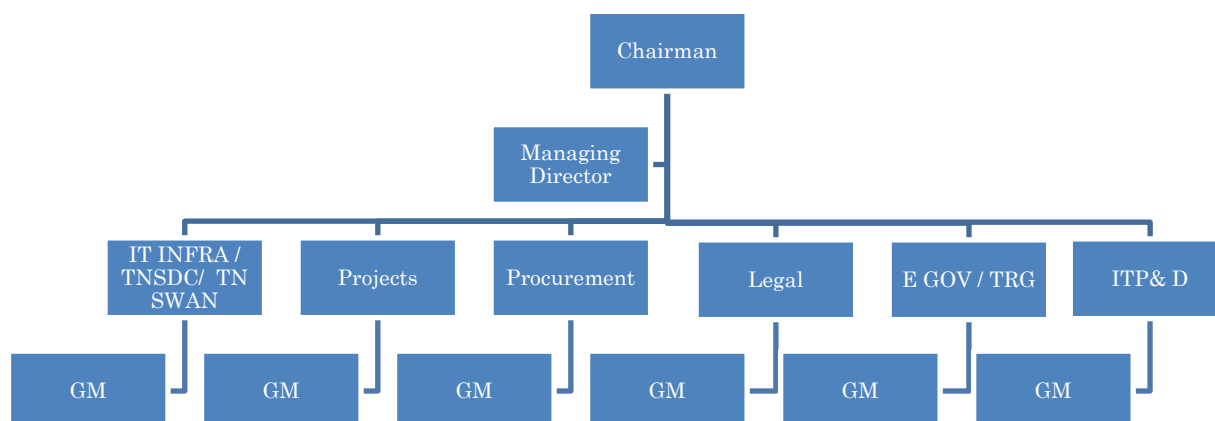 Chairman
Managing
Director
IT INFRA /
TNSDC/ TN
SWAN
Projects
Procurement
Legal
E GOV / TRG
ITP& D
GM
GM
GM
GM
GM
GM